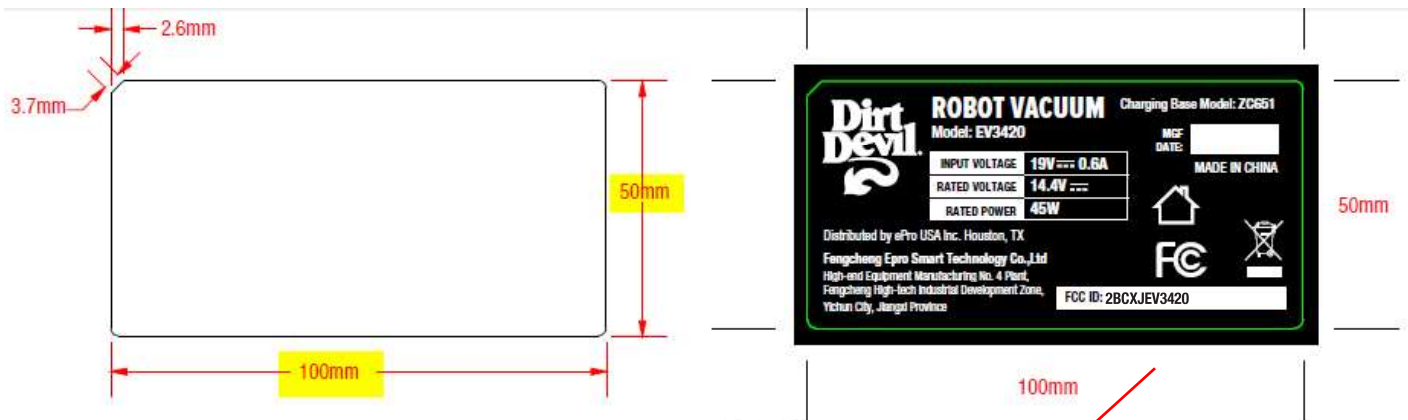 2.6mm
3.7mm
50mm
100mm
Dirt
Devil.
ROBOT VACUUM
Model: EV3420
Charging Base Model: ZC651
MGF
DATE:
MADE IN CHINA
INPUT VOLTAGE 19V⎓ 0.6A
RATED VOLTAGE 14.4V ⎓
RATED POWER 45W
Distributed by ePro USA Inc. Houston, TX
Fengcheng Epro Smart Technology Co.,Ltd
High-end Equipment Manufacturing No. 4 Plant,
Fengcheng High-tech Industrial Development Zone,
Yichun City, Jiangxi Province
FC
FCC ID: 2BCXJEV3420
50mm
100mm